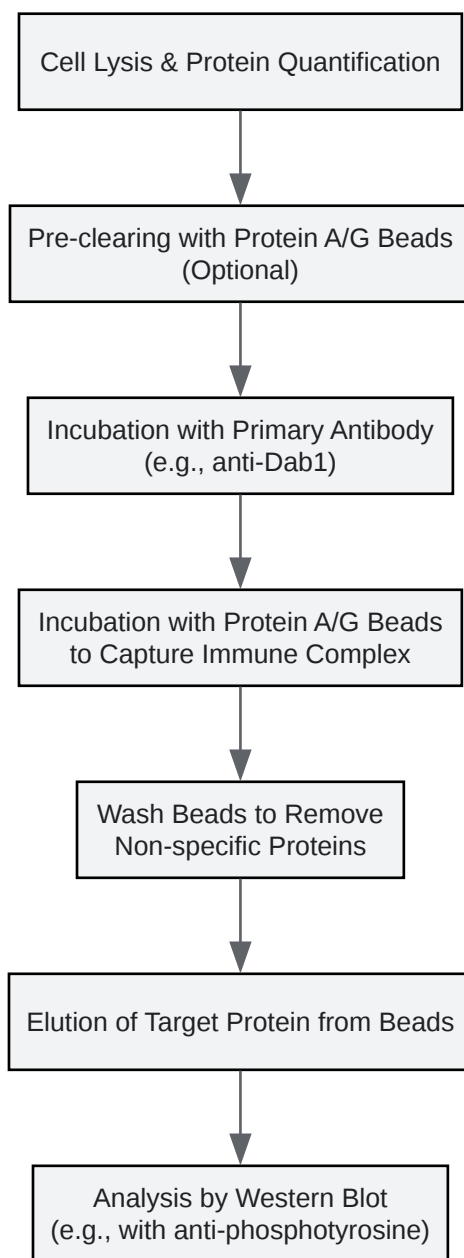 Cell Lysis & Protein Quantification
Pre-clearing with Protein A/G Beads
(Optional)
Incubation with Primary Antibody
(e.g., anti-Dab1)
Incubation with Protein A/G Beads
to Capture Immune Complex
Wash Beads to Remove
Non-specific Proteins
Elution of Target Protein from Beads
Analysis by Western Blot
(e.g., with anti-phosphotyrosine)